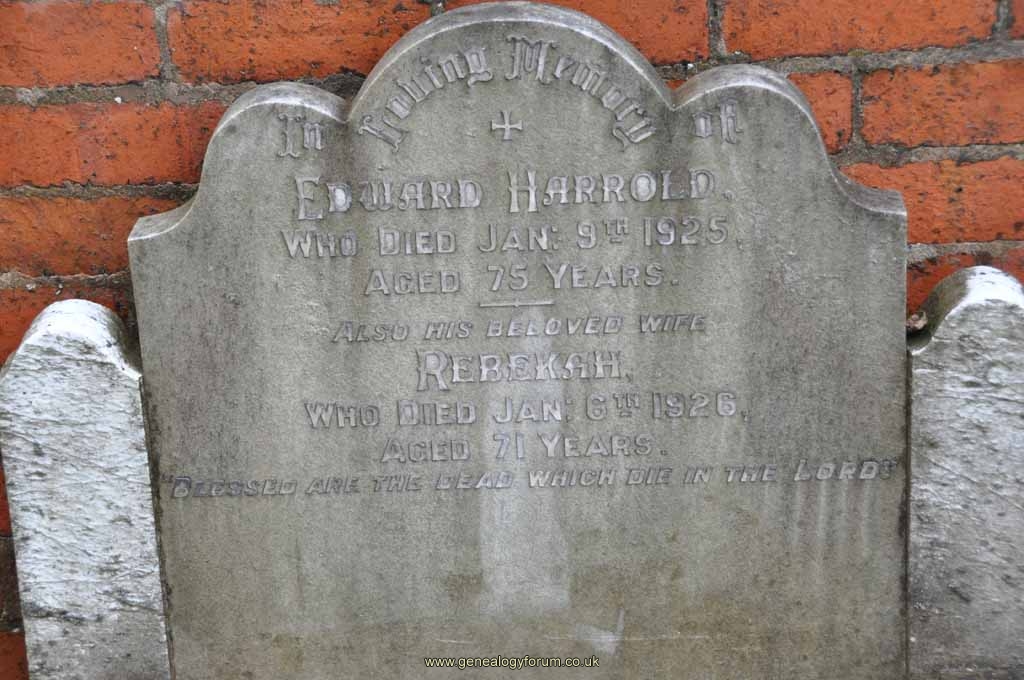 In Loving Memory of
EDWARD HARROLD,
WHO DIED JAN: 9TH 1925,
AGED 75 YEARS.
ALSO HIS BELOVED WIFE
REBEKAH,
WHO DIED JAN: 6TH 1926,
AGED 71 YEARS.
"BLESSED ARE THE DEAD WHICH DIE IN THE LORD."
www.genealogyforum.co.uk